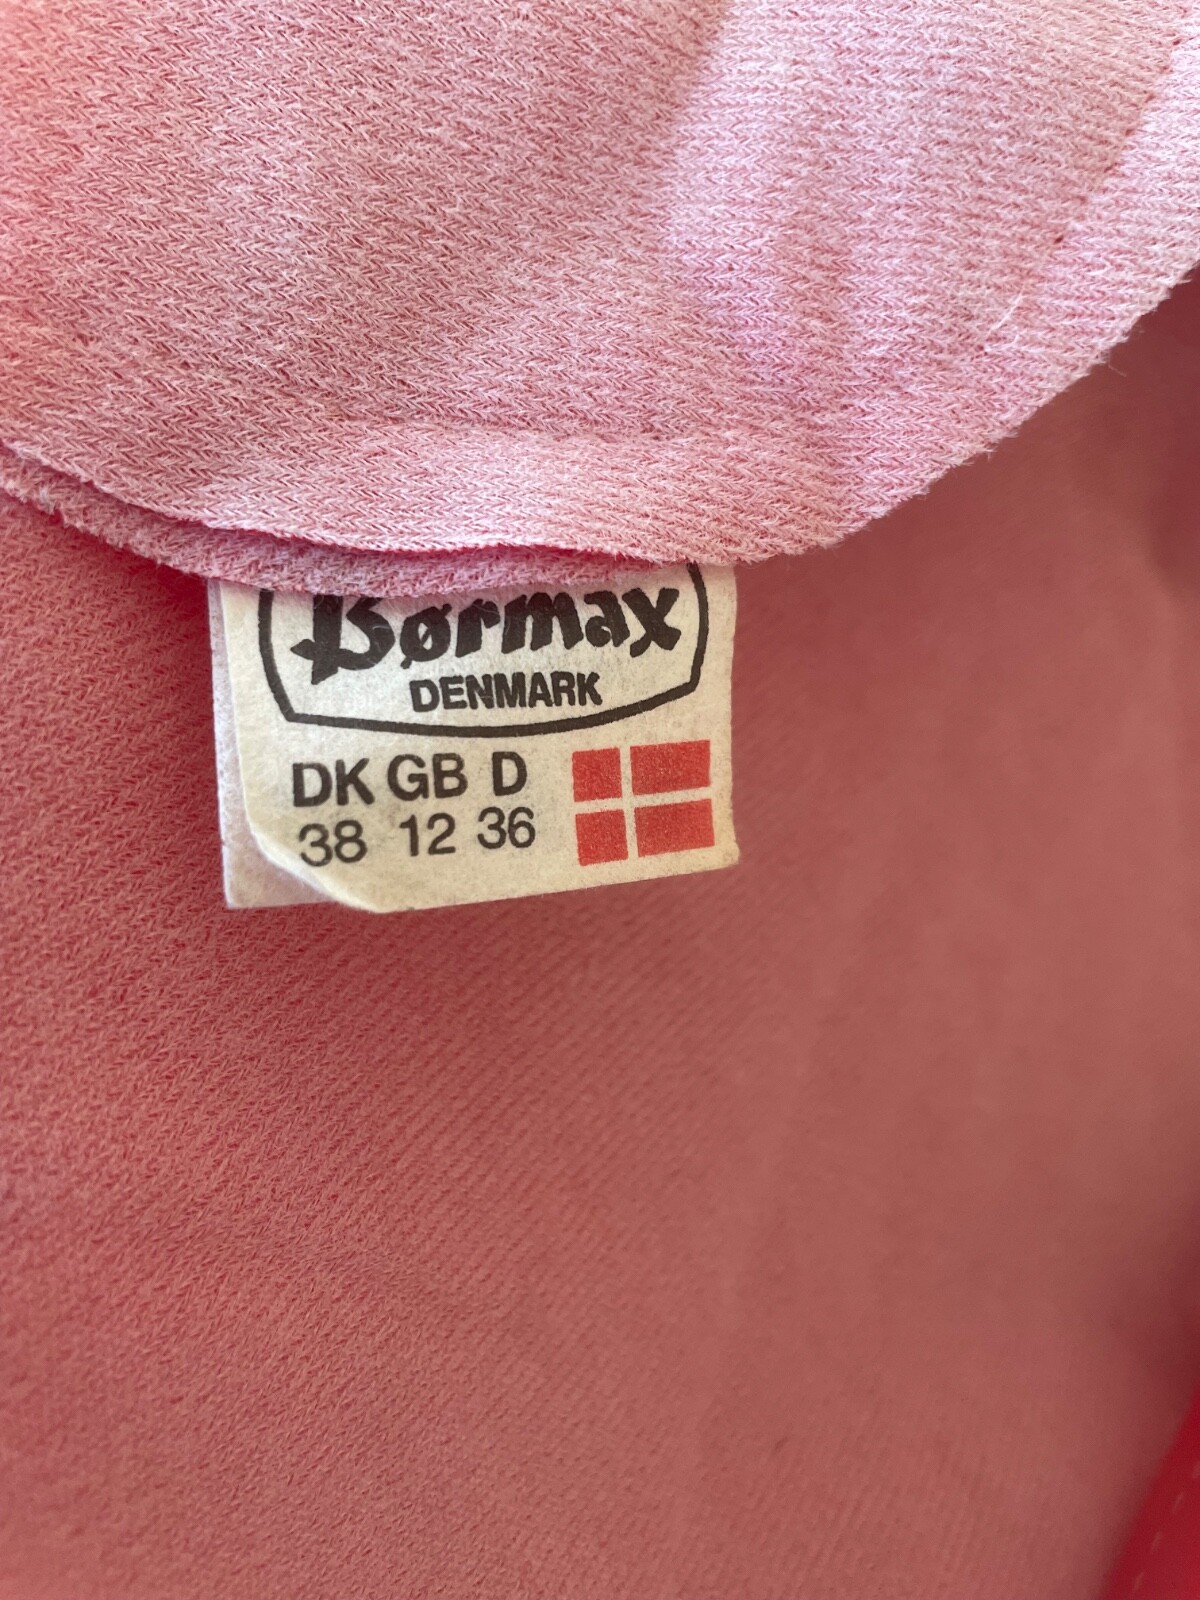 Børmax
DENMARK
DK GB D
38 12 36